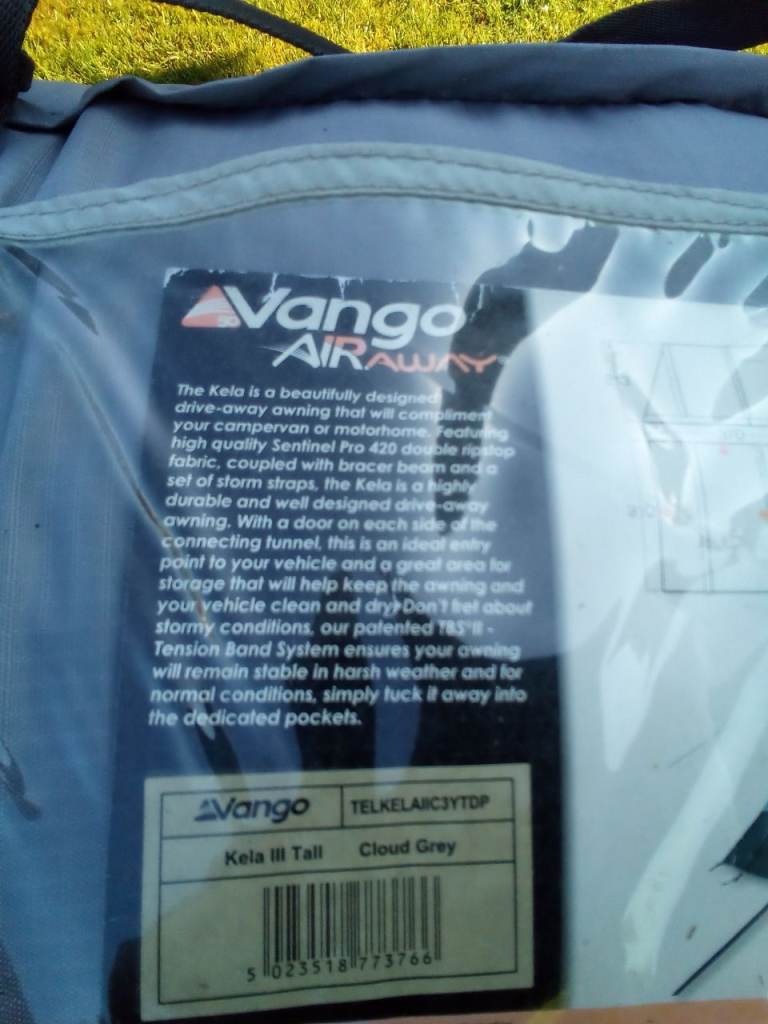 Vango
50
AIRAWAY
The Kela is a beautifully designed
drive-away awning that will compliment
your campervan or motorhome. Featuring
high quality Sentinel Pro 420 double ripstop
fabric, coupled with bracer beam and a
set of storm straps, the Kela is a highly
durable and well designed drive-away
awning. With a door on each side of the
connecting tunnel, this is an ideal entry
point to your vehicle and a great area for
storage that will help keep the awning and
your vehicle clean and dry. Don't fret about
stormy conditions, our patented TBS®II -
Tension Band System ensures your awning
will remain stable in harsh weather and for
normal conditions, simply tuck it away into
the dedicated pockets.
Vango TELKELAIIC3YTDP
Kela III Tall Cloud Grey
5 023518 773766